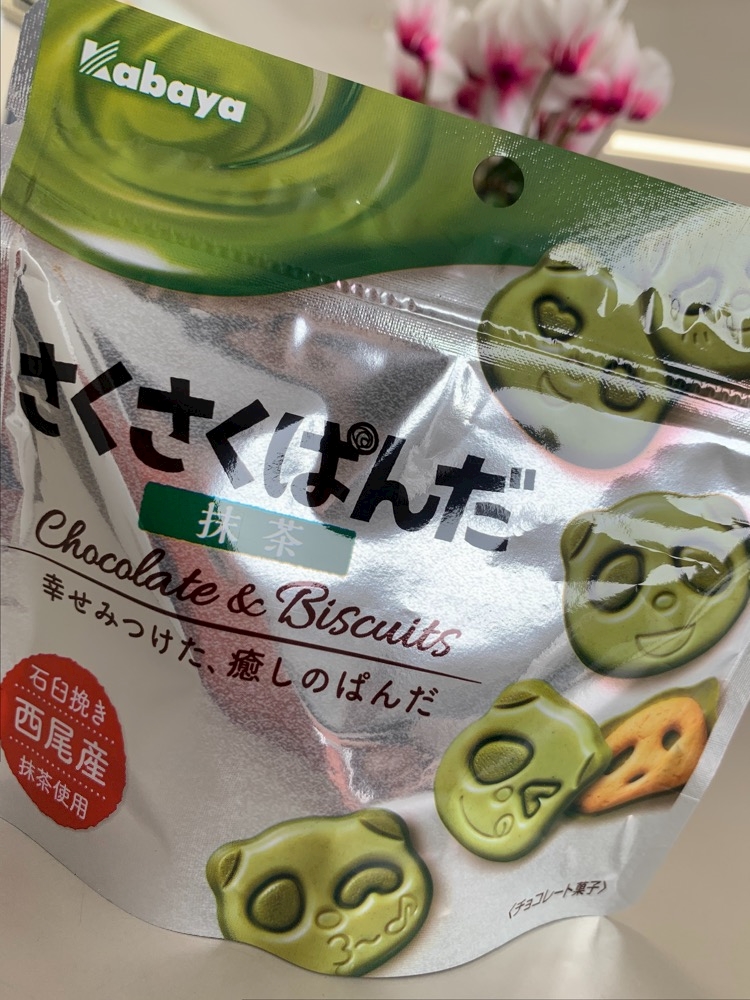 Kabaya
さくさくぱんだ
抹茶
Chocolate & Biscuits
幸せみつけた、癒しのぱんだ
石臼挽き
西尾産
抹茶使用
〈チョコレート菓子〉